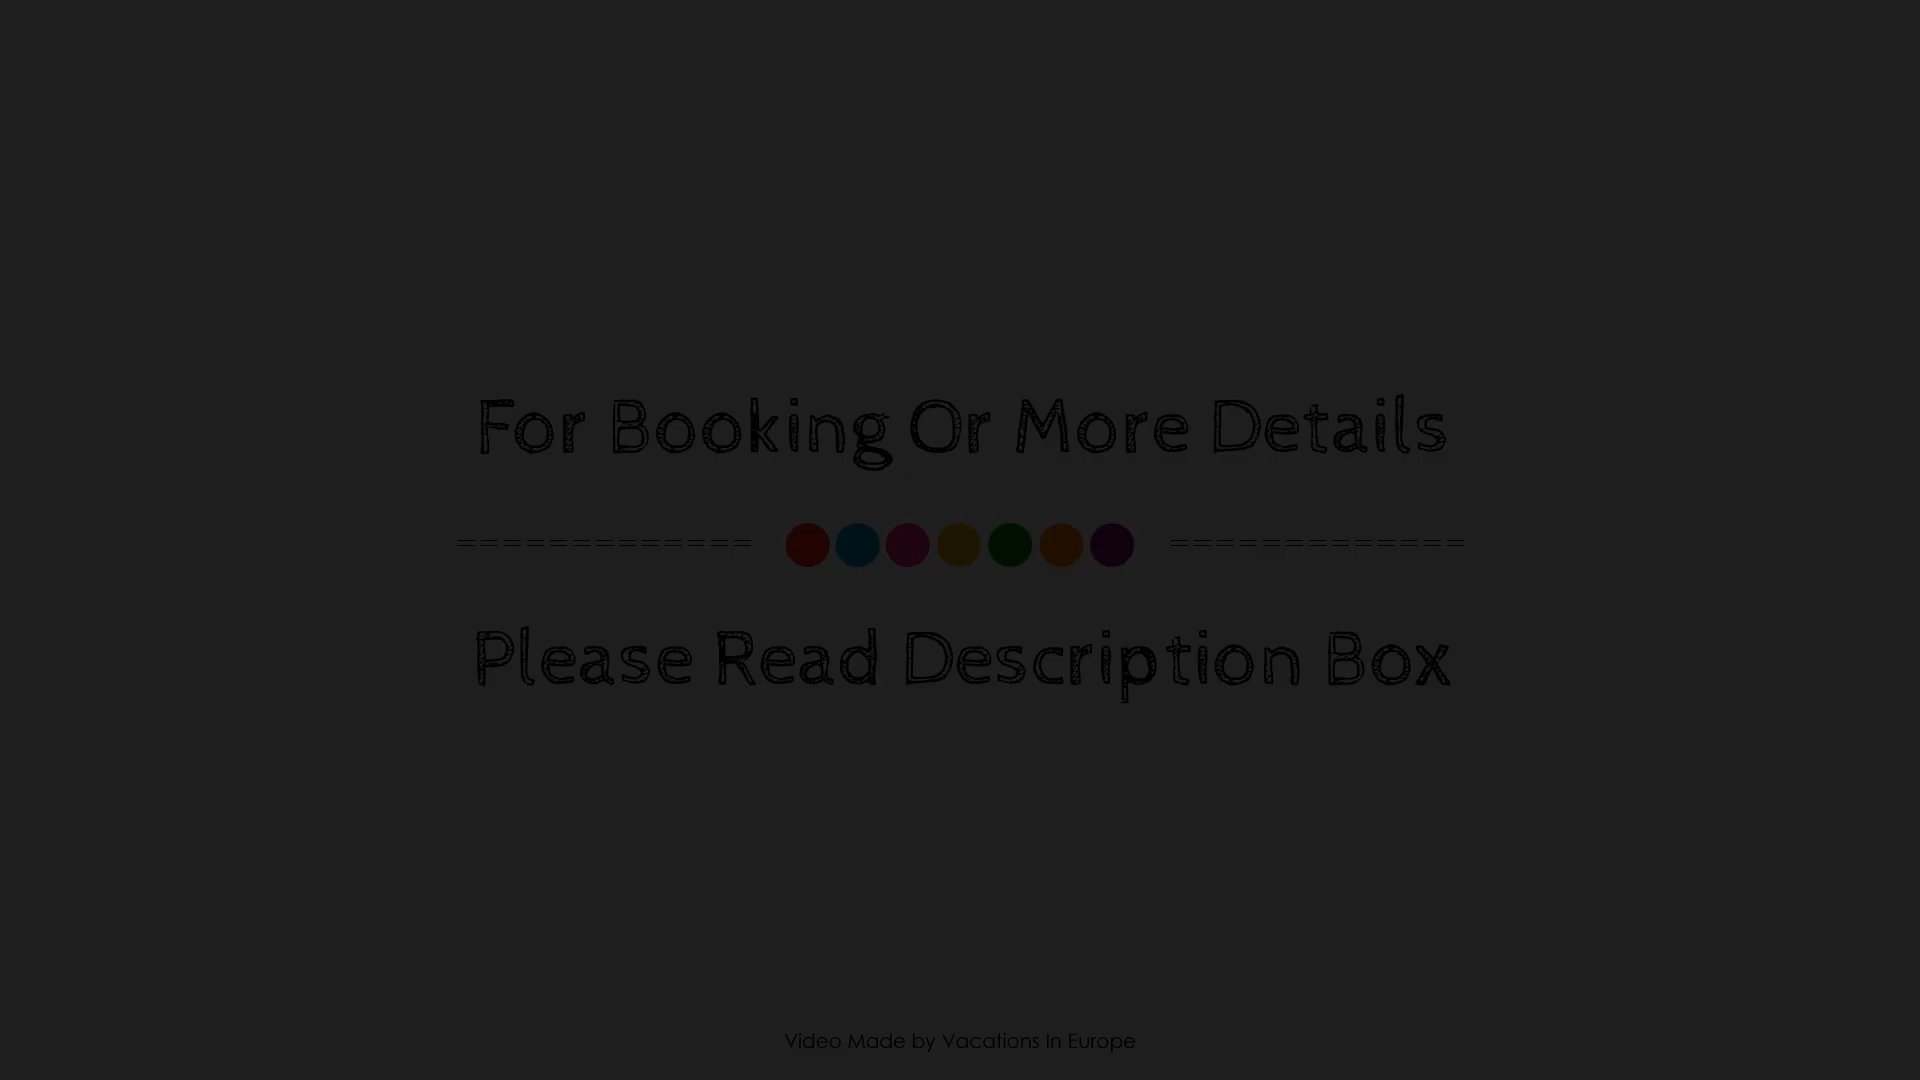 For Booking Or More Details
============= =============
Please Read Description Box
Video Made by Vacations In Europe